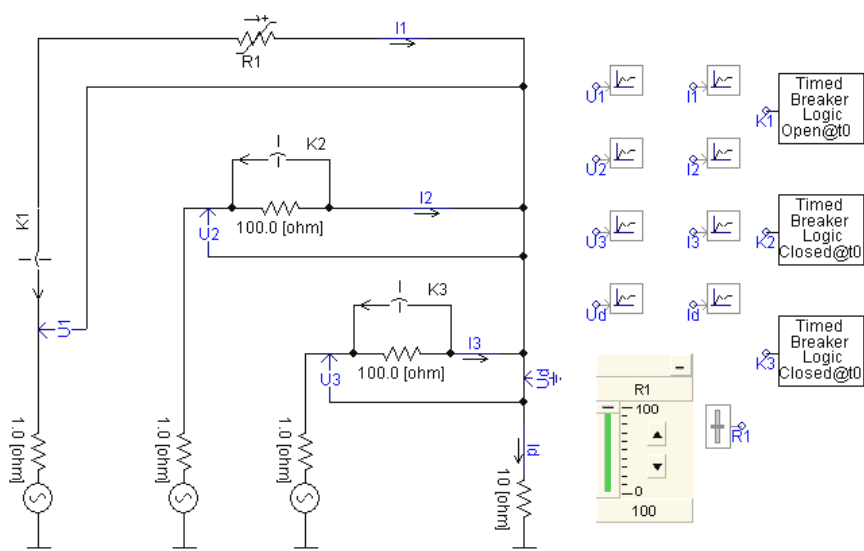 R1
I1
K1
U1
1.0 [ohm]
K2
100.0 [ohm]
I2
U2
1.0 [ohm]
K3
100.0 [ohm]
I3
U3
1.0 [ohm]
Ud
Id
10 [ohm]
U1
I1
U2
I2
U3
I3
Ud
Id
K1
Timed
Breaker
Logic
Open@t0
K2
Timed
Breaker
Logic
Closed@t0
K3
Timed
Breaker
Logic
Closed@t0
R1
100
0
100
R1